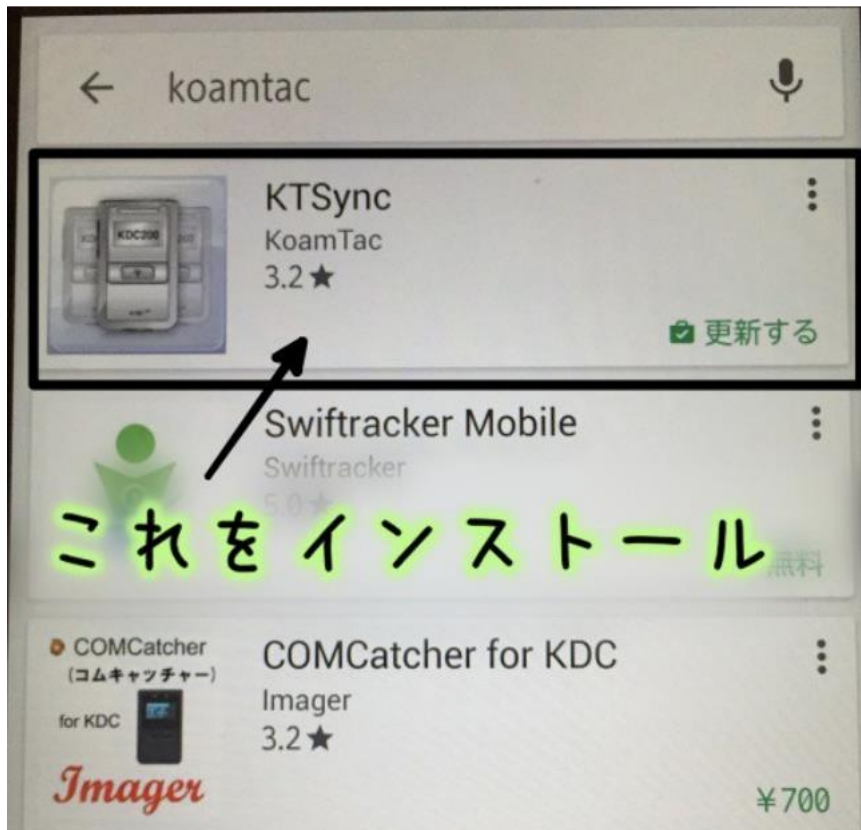 koamtac
KTSync
KoamTac
3.2★
KDC200
更新する
Swiftracker Mobile
Swiftracker
5.0★
これをインストール
無料
COMCatcher
(コムキャッチャー)
for KDC
Imager
COMCatcher for KDC
Imager
3.2★
¥700